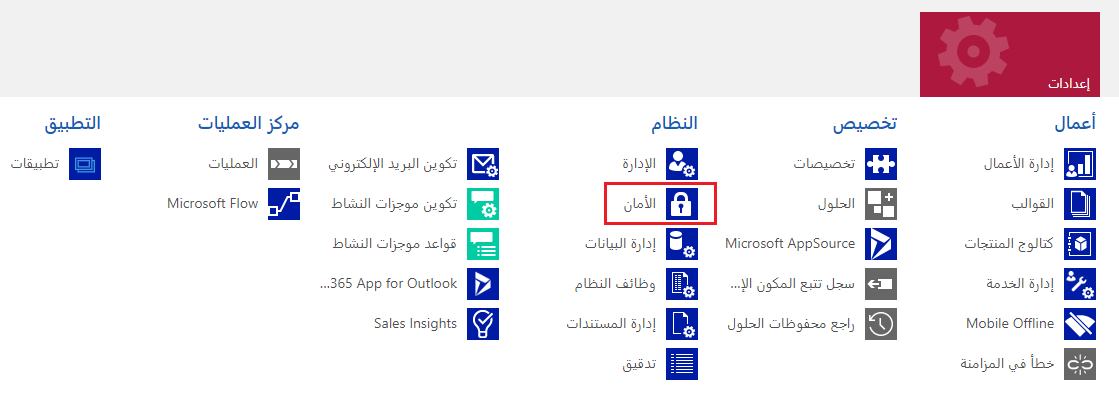 إعدادات
أعمال
إدارة الأعمال
القوالب
كتالوج المنتجات
إدارة الخدمة
Mobile Offline
خطأ في المزامنة
تخصيص
تخصيصات
الحلول
Microsoft AppSource
سجل تتبع المكون الإ...
راجع محفوظات الحلول
النظام
الإدارة
الأمان
إدارة البيانات
وظائف النظام
إدارة المستندات
تدقيق
تكوين البريد الإلكتروني
تكوين موجزات النشاط
قواعد موجزات النشاط
...365 App for Outlook
Sales Insights
مركز العمليات
العمليات
Microsoft Flow
التطبيق
تطبيقات